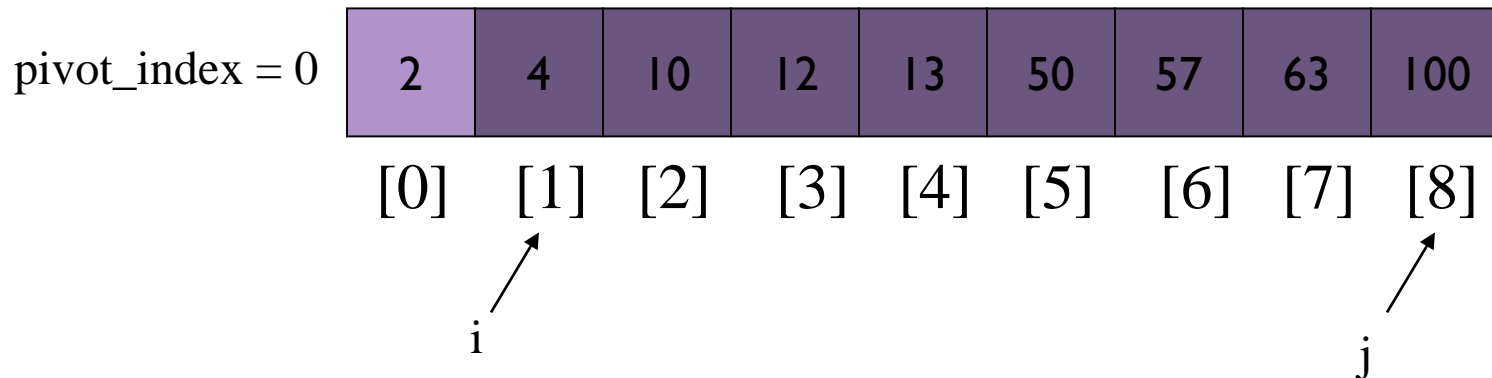 pivot_index = 0 2 4 10 12 13 50 57 63 100
[0] [1] [2] [3] [4] [5] [6] [7] [8]
i j